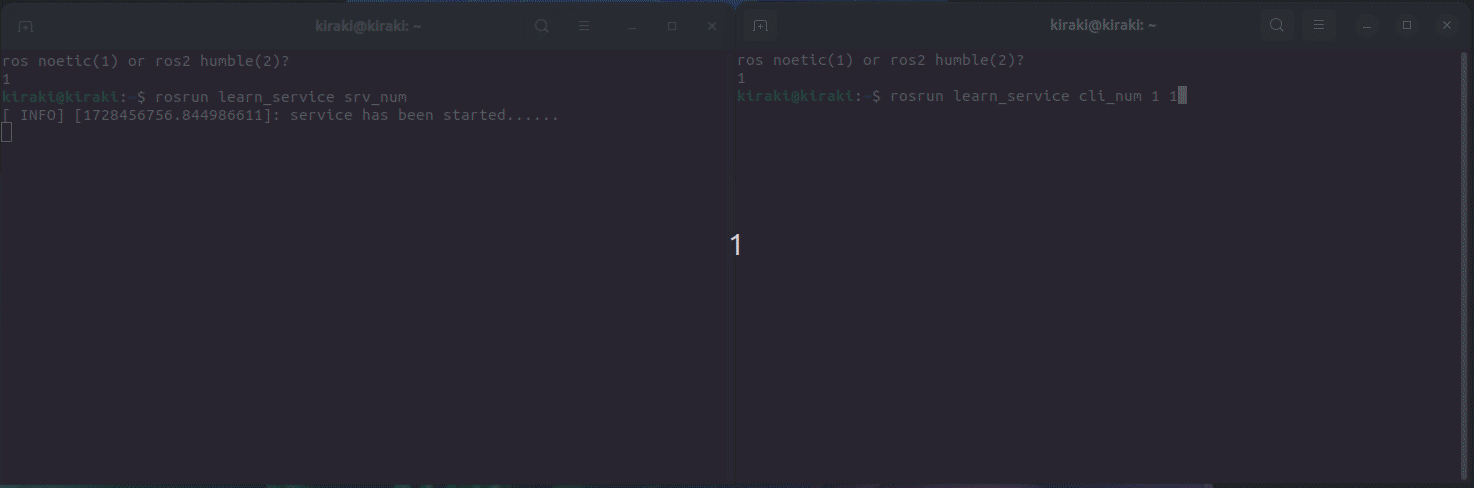 kiraki@kiraki: ~
ros noetic(1) or ros2 humble(2)?
1
kiraki@kiraki:~$ rosrun learn_service srv_num
[ INFO] [1728456756.844986611]: service has been started......
kiraki@kiraki: ~
ros noetic(1) or ros2 humble(2)?
1
kiraki@kiraki:~$ rosrun learn_service cli_num 1 1
1